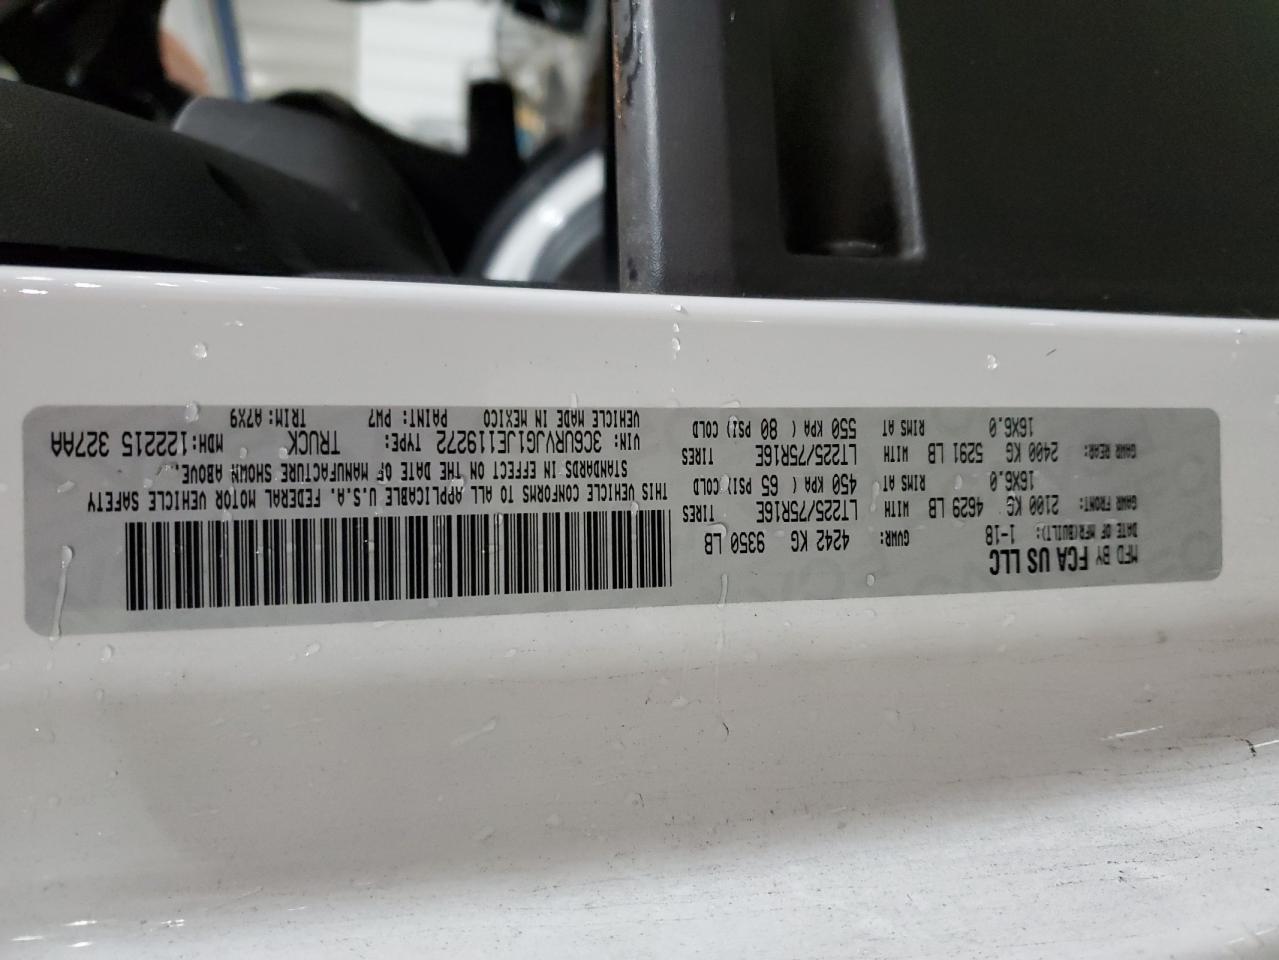 MFD BY FCA US LLC
DATE OF MFR(BUILT): 1-18 GVWR: 4242 KG 9350 LB
GAWR FRONT: 2100 KG 4629 LB WITH TIRES LT225/75R16E
16X6.0 RIMS AT 450 KPA ( 65 PSI) COLD
GAWR REAR: 2400 KG 5291 LB WITH TIRES LT225/75R16E
16X6.0 RIMS AT 550 KPA ( 80 PSI) COLD
THIS VEHICLE CONFORMS TO ALL APPLICABLE U.S.A. FEDERAL MOTOR VEHICLE SAFETY
STANDARDS IN EFFECT ON THE DATE OF MANUFACTURE SHOWN ABOVE.
VIN: 3C6URVJG1JE119272 TYPE: TRUCK MDH: 122215 327AA
VEHICLE MADE IN MEXICO PAINT: PW7 TRIM: A7X9